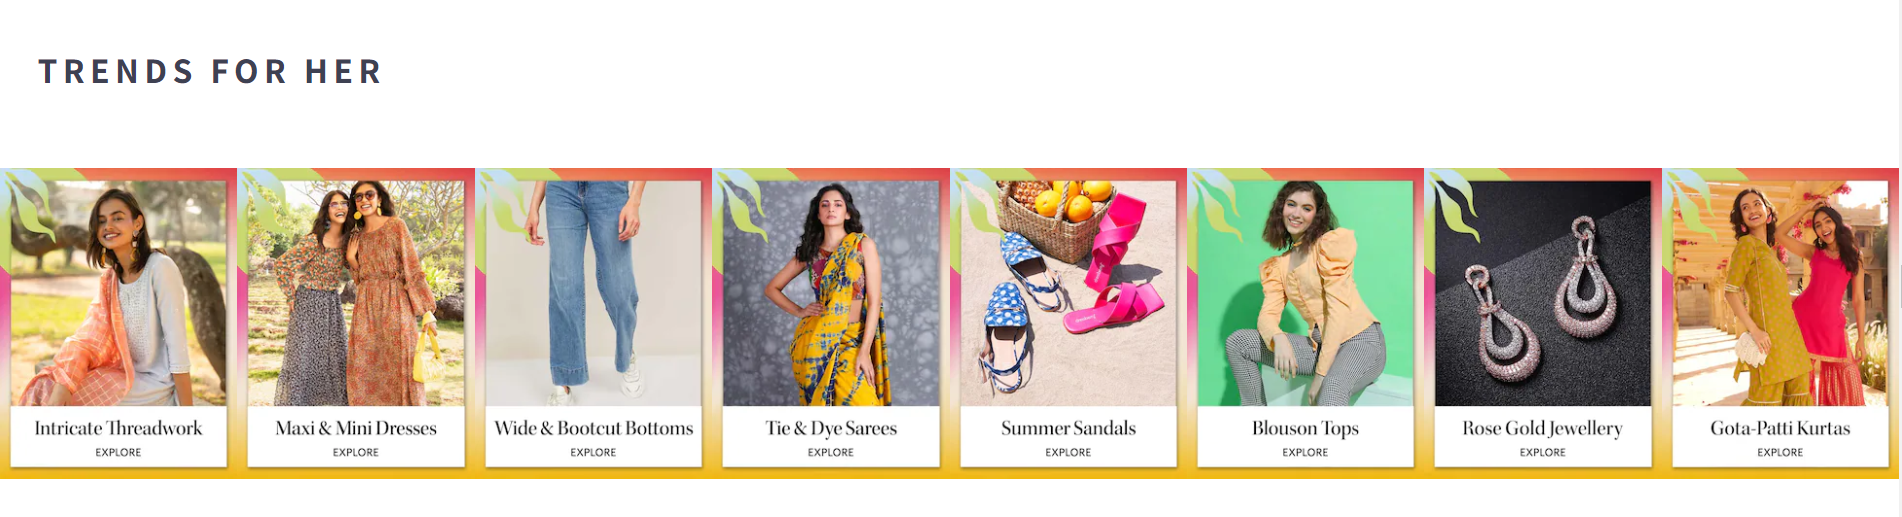 TRENDS FOR HER
Intricate Threadwork
EXPLORE
Maxi & Mini Dresses
EXPLORE
Wide & Bootcut Bottoms
EXPLORE
Tie & Dye Sarees
EXPLORE
Summer Sandals
EXPLORE
Blouson Tops
EXPLORE
Rose Gold Jewellery
EXPLORE
Gota-Patti Kurtas
EXPLORE